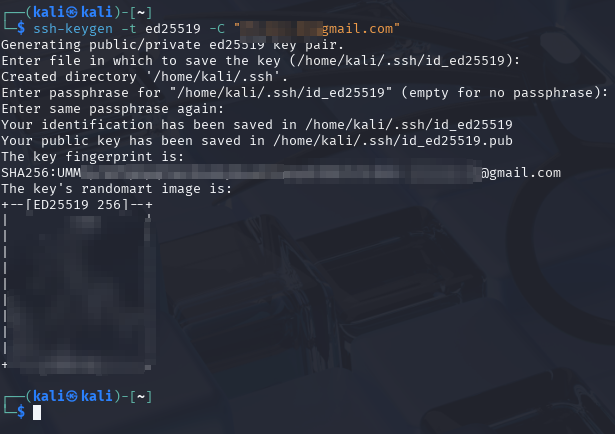 ┌──(kali㉿kali)-[~]
└─$ ssh-keygen -t ed25519 -C "gmail.com"
Generating public/private ed25519 key pair.
Enter file in which to save the key (/home/kali/.ssh/id_ed25519):
Created directory '/home/kali/.ssh'.
Enter passphrase for "/home/kali/.ssh/id_ed25519" (empty for no passphrase):
Enter same passphrase again:
Your identification has been saved in /home/kali/.ssh/id_ed25519
Your public key has been saved in /home/kali/.ssh/id_ed25519.pub
The key fingerprint is:
SHA256:UMM @gmail.com
The key's randomart image is:
+--[ED25519 256]--+
|
|
|
|
|
|
|
|
|
+
┌──(kali㉿kali)-[~]
└─$